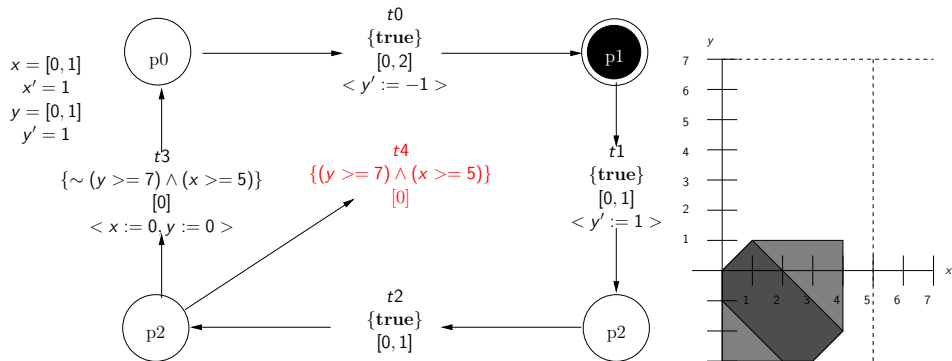 t0
{true}
[0, 2]
< y′ := −1 >
p0
p1
x = [0, 1]
x′ = 1
y = [0, 1]
y′ = 1
t3
{∼ (y >= 7) ∧ (x >= 5)}
[0]
< x := 0, y := 0 >
t4
{(y >= 7) ∧ (x >= 5)}
[0]
t1
{true}
[0, 1]
< y′ := 1 >
p2
t2
{true}
[0, 1]
p2
y
7
6
5
4
3
2
1
1 2 3 4 5 6 7
x